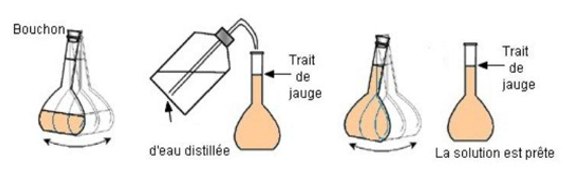 Bouchon
Trait
de
jauge
d'eau distillée
Trait
de
jauge
La solution est prête